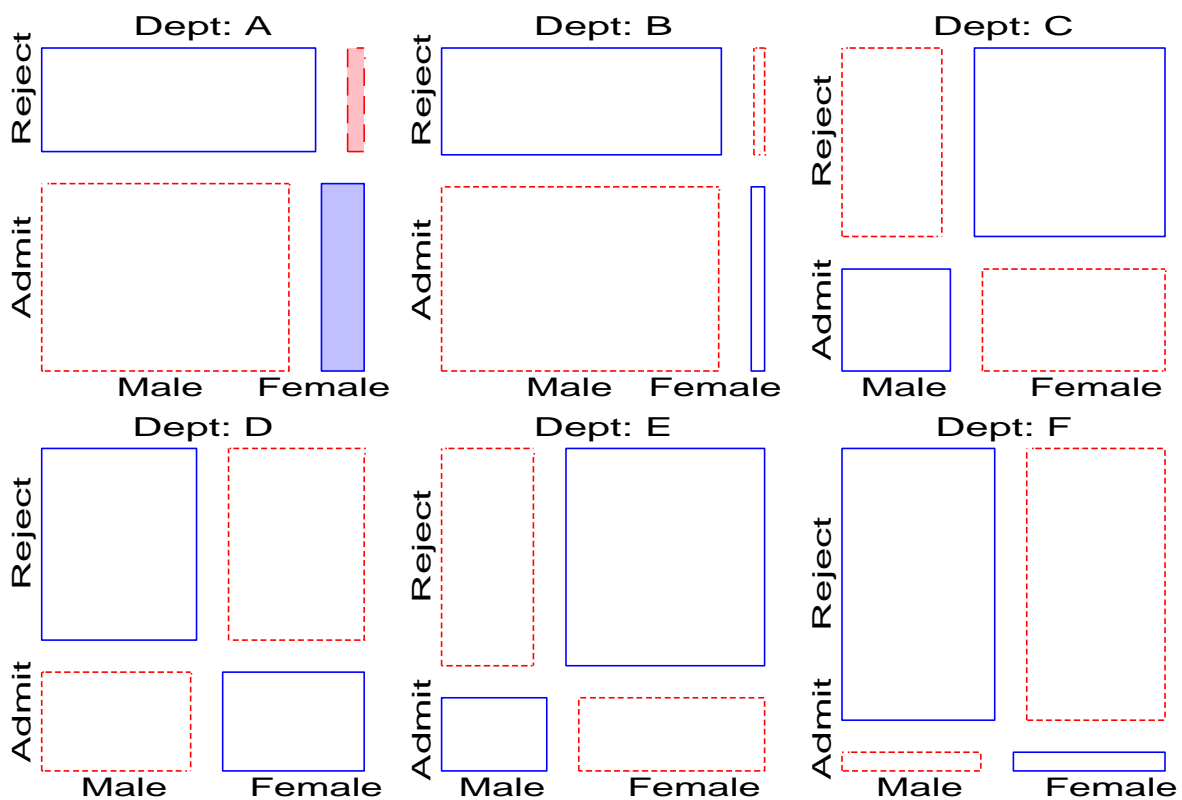 Dept: A
Reject
Admit
Male Female
Dept: B
Reject
Admit
Male Female
Dept: C
Reject
Admit
Male Female
Dept: D
Reject
Admit
Male Female
Dept: E
Reject
Admit
Male Female
Dept: F
Reject
Admit
Male Female